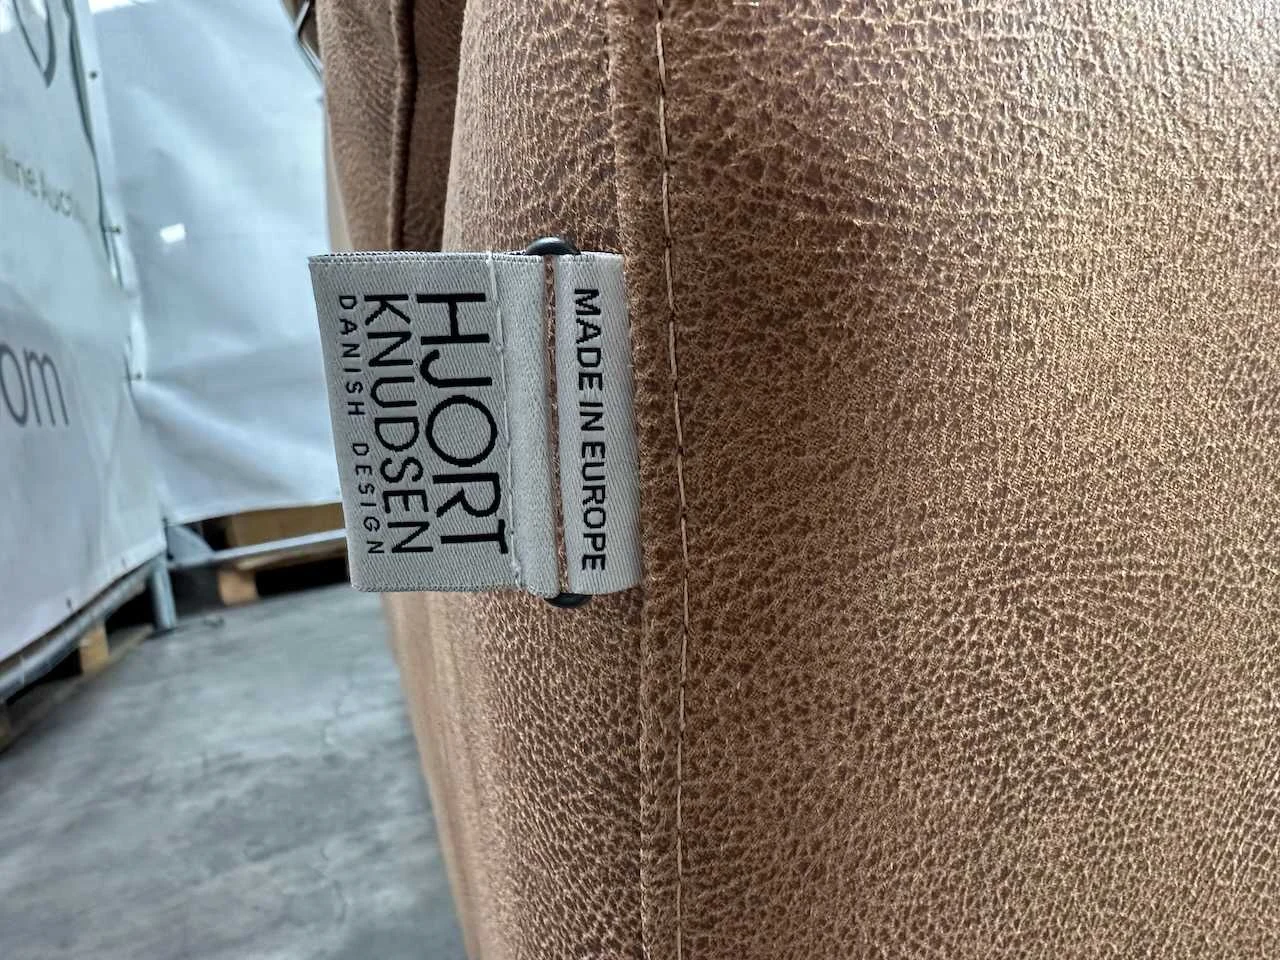 MADE IN EUROPE
HJORT
KNUDSEN
DANISH DESIGN
om